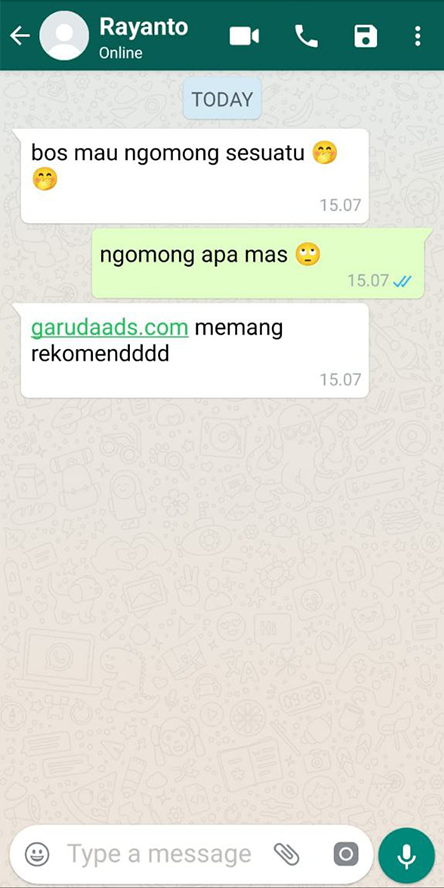 Rayanto
Online
TODAY
bos mau ngomong sesuatu 🤭
🤭
15.07
ngomong apa mas 🙄
15.07
garudaads.com memang
rekomendddd
15.07
Type a message